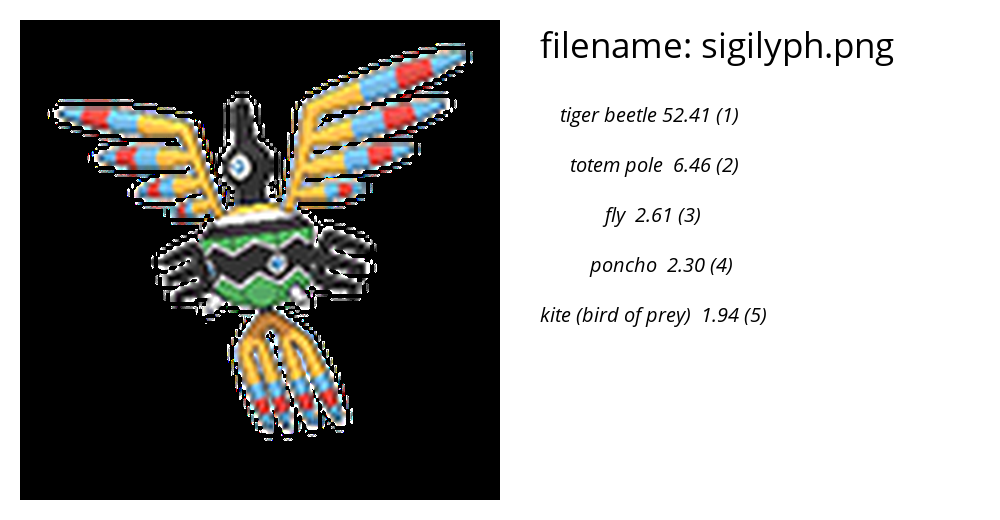 filename: sigilyph.png
tiger beetle 52.41 (1)
totem pole 6.46 (2)
fly 2.61 (3)
poncho 2.30 (4)
kite (bird of prey) 1.94 (5)